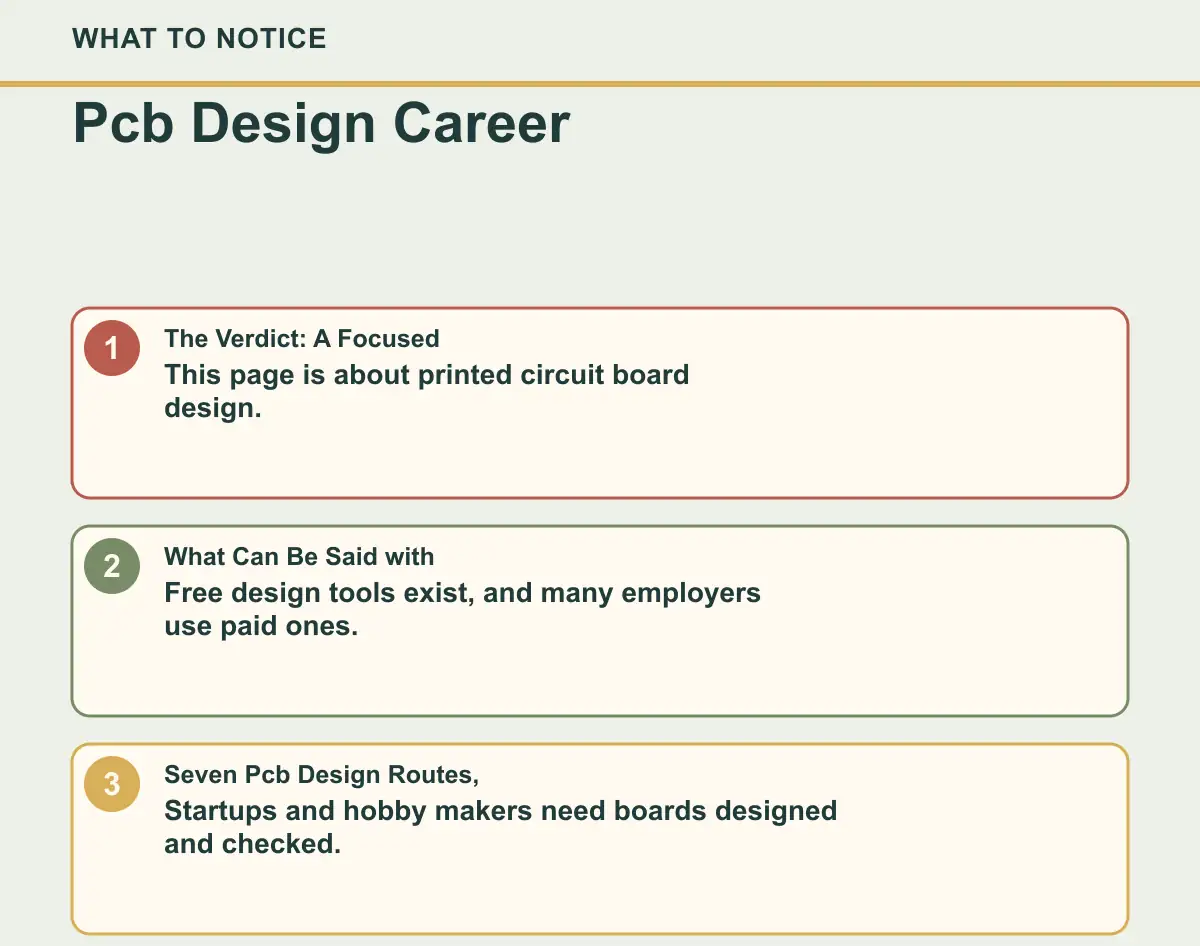 WHAT TO NOTICE
Pcb Design Career
1
The Verdict: A Focused
This page is about printed circuit board
design.
2
What Can Be Said with
Free design tools exist, and many employers
use paid ones.
3
Seven Pcb Design Routes,
Startups and hobby makers need boards designed
and checked.